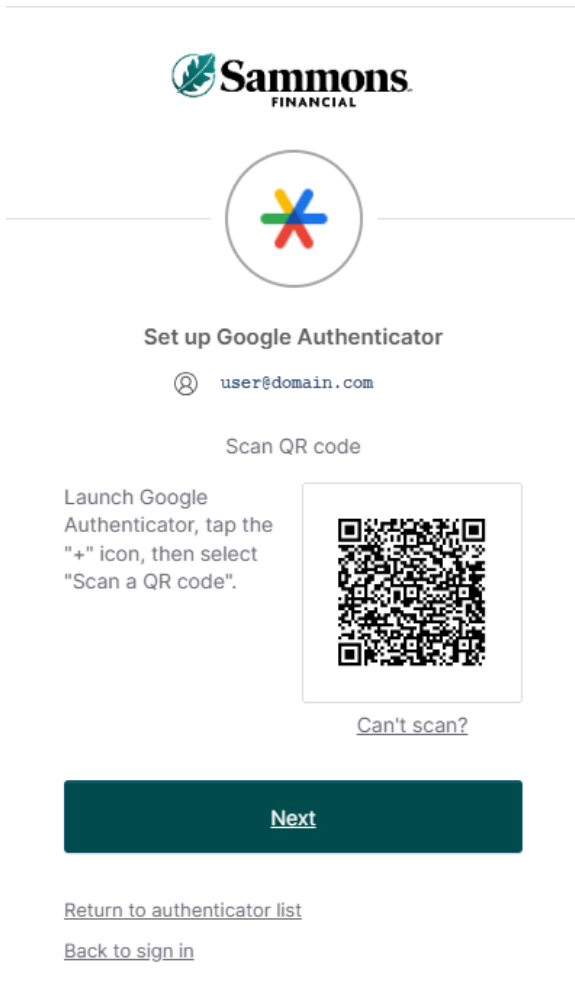 Sammons
FINANCIAL
Set up Google Authenticator
user@domain.com
Scan QR code
Launch Google
Authenticator, tap the
"+" icon, then select
"Scan a QR code".
Can't scan?
Next
Return to authenticator list
Back to sign in